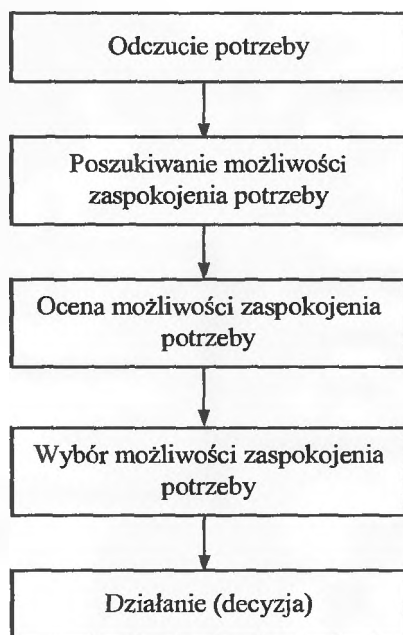 Odczucie potrzeby
Poszukiwanie możliwości
zaspokojenia potrzeby
Ocena możliwości zaspokojenia
potrzeby
Wybór możliwości zaspokojenia
potrzeby
Działanie (decyzja)